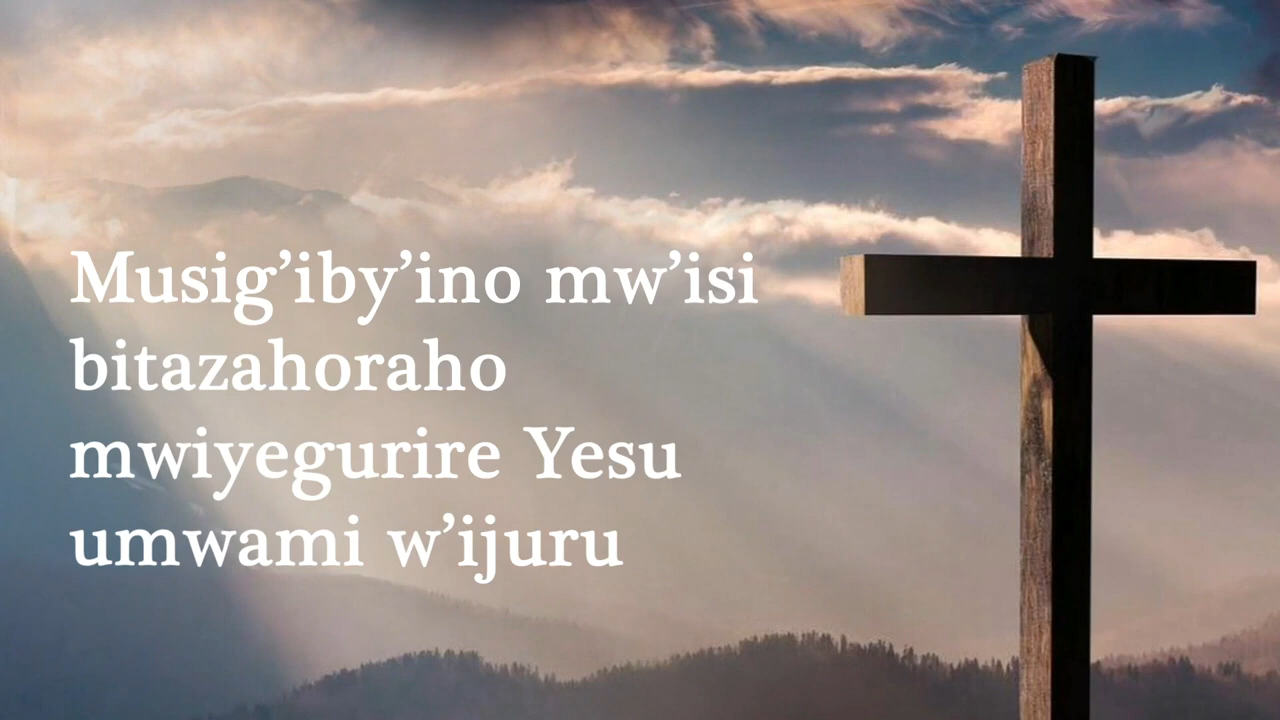 Musig’iby’ino mw’isi
bitazahoraho
mwiyegurire Yesu
umwami w’ijuru